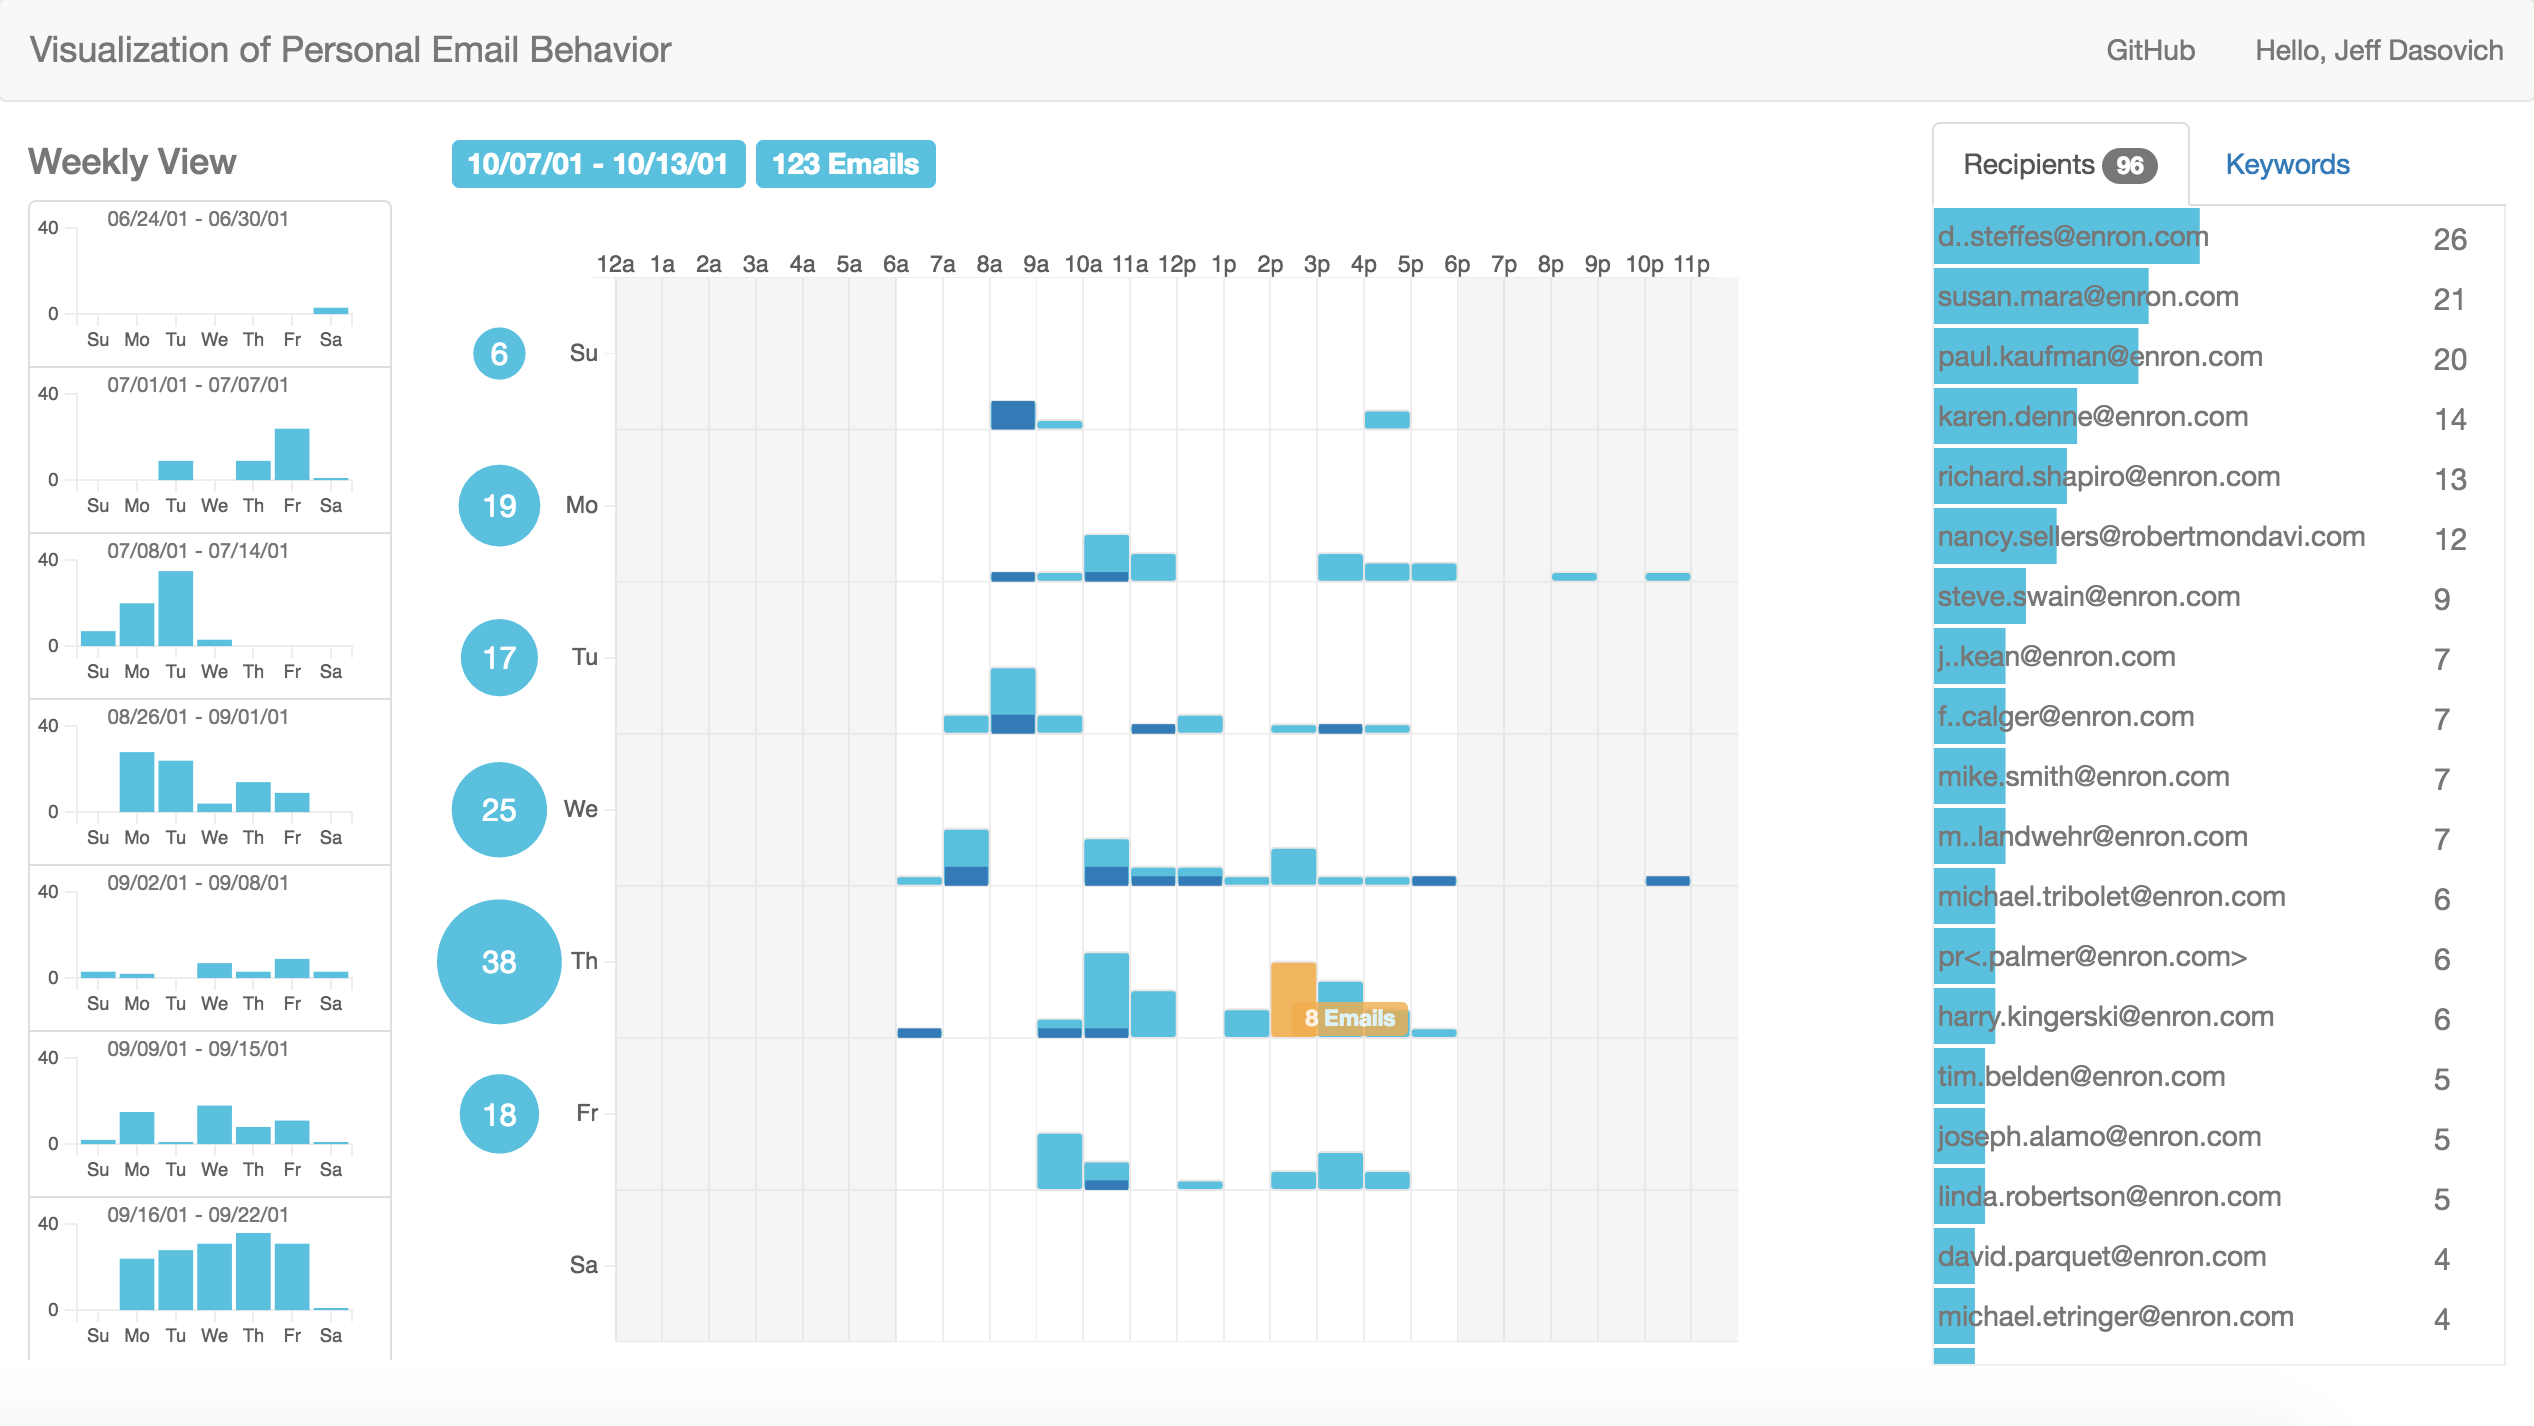 Visualization of Personal Email Behavior
GitHub
Hello, Jeff Dasovich
Weekly View
06/24/01 - 06/30/01
40
0
Su Mo Tu We Th Fr Sa
07/01/01 - 07/07/01
40
0
Su Mo Tu We Th Fr Sa
07/08/01 - 07/14/01
40
0
Su Mo Tu We Th Fr Sa
08/26/01 - 09/01/01
40
0
Su Mo Tu We Th Fr Sa
09/02/01 - 09/08/01
40
0
Su Mo Tu We Th Fr Sa
09/09/01 - 09/15/01
40
0
Su Mo Tu We Th Fr Sa
09/16/01 - 09/22/01
40
0
Su Mo Tu We Th Fr Sa
10/07/01 - 10/13/01
123 Emails
12a 1a 2a 3a 4a 5a 6a 7a 8a 9a 10a 11a 12p 1p 2p 3p 4p 5p 6p 7p 8p 9p 10p 11p
6 Su
19 Mo
17 Tu
25 We
38 Th
8 Emails
18 Fr
Sa
Recipients 96
Keywords
d..steffes@enron.com 26
susan.mara@enron.com 21
paul.kaufman@enron.com 20
karen.denne@enron.com 14
richard.shapiro@enron.com 13
nancy.sellers@robertmondavi.com 12
steve.swain@enron.com 9
j..kean@enron.com 7
f..calger@enron.com 7
mike.smith@enron.com 7
m..landwehr@enron.com 7
michael.tribolet@enron.com 6
pr<.palmer@enron.com> 6
harry.kingerski@enron.com 6
tim.belden@enron.com 5
joseph.alamo@enron.com 5
linda.robertson@enron.com 5
david.parquet@enron.com 4
michael.etringer@enron.com 4